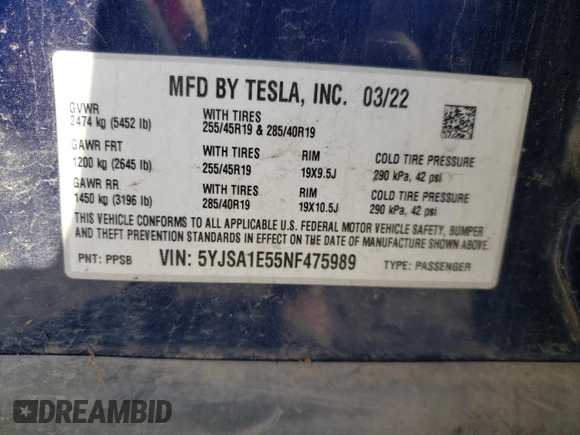 MFD BY TESLA, INC. 03/22
GVWR
2474 kg (5452 lb)
WITH TIRES
255/45R19 & 285/40R19
GAWR FRT
1200 kg (2645 lb)
WITH TIRES
255/45R19
RIM
19X9.5J
COLD TIRE PRESSURE
290 kPa, 42 psi
GAWR RR
1450 kg (3196 lb)
WITH TIRES
285/40R19
RIM
19X10.5J
COLD TIRE PRESSURE
290 kPa, 42 psi
THIS VEHICLE CONFORMS TO ALL APPLICABLE U.S. FEDERAL MOTOR VEHICLE SAFETY, BUMPER
AND THEFT PREVENTION STANDARDS IN EFFECT ON THE DATE OF MANUFACTURE SHOWN ABOVE.
PNT: PPSB VIN: 5YJSA1E55NF475989 TYPE: PASSENGER
DREAMBID